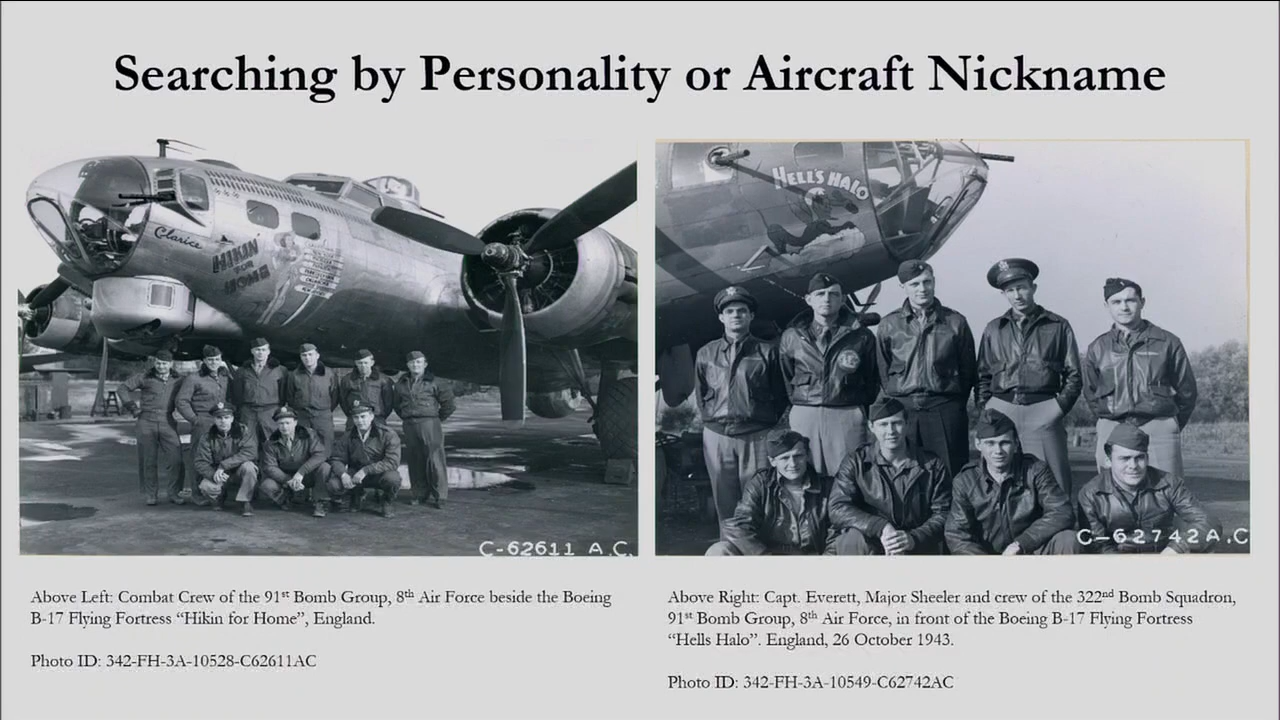 Searching by Personality or Aircraft Nickname
Clarice
HIKIN'
FOR
HOME
HELL'S HALO
C-62611 A.C.
C-62742A.C
Above Left: Combat Crew of the 91st Bomb Group, 8th Air Force beside the Boeing
B-17 Flying Fortress “Hikin for Home”, England.
Photo ID: 342-FH-3A-10528-C62611AC
Above Right: Capt. Everett, Major Sheeler and crew of the 322nd Bomb Squadron,
91st Bomb Group, 8th Air Force, in front of the Boeing B-17 Flying Fortress
“Hells Halo”. England, 26 October 1943.
Photo ID: 342-FH-3A-10549-C62742AC